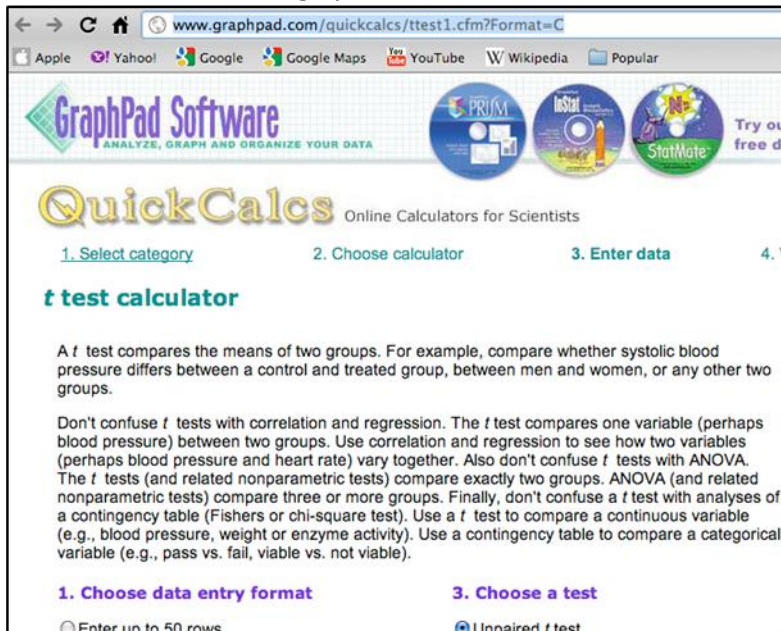 www.graphpad.com/quickcalcs/ttest1.cfm?Format=C
Apple Yahoo! Google Google Maps You Tube YouTube W Wikipedia Popular
GraphPad Software
ANALYZE, GRAPH AND ORGANIZE YOUR DATA
PRISM InStat N= StatMate
Try ou
free d
QuickCalcs Online Calculators for Scientists
1. Select category 2. Choose calculator 3. Enter data 4.
t test calculator
A t test compares the means of two groups. For example, compare whether systolic blood
pressure differs between a control and treated group, between men and women, or any other two
groups.
Don't confuse t tests with correlation and regression. The t test compares one variable (perhaps
blood pressure) between two groups. Use correlation and regression to see how two variables
(perhaps blood pressure and heart rate) vary together. Also don't confuse t tests with ANOVA.
The t tests (and related nonparametric tests) compare exactly two groups. ANOVA (and related
nonparametric tests) compare three or more groups. Finally, don't confuse a t test with analyses of
a contingency table (Fishers or chi-square test). Use a t test to compare a continuous variable
(e.g., blood pressure, weight or enzyme activity). Use a contingency table to compare a categorical
variable (e.g., pass vs. fail, viable vs. not viable).
1. Choose data entry format 3. Choose a test
Enter up to 50 rows Unpaired t test